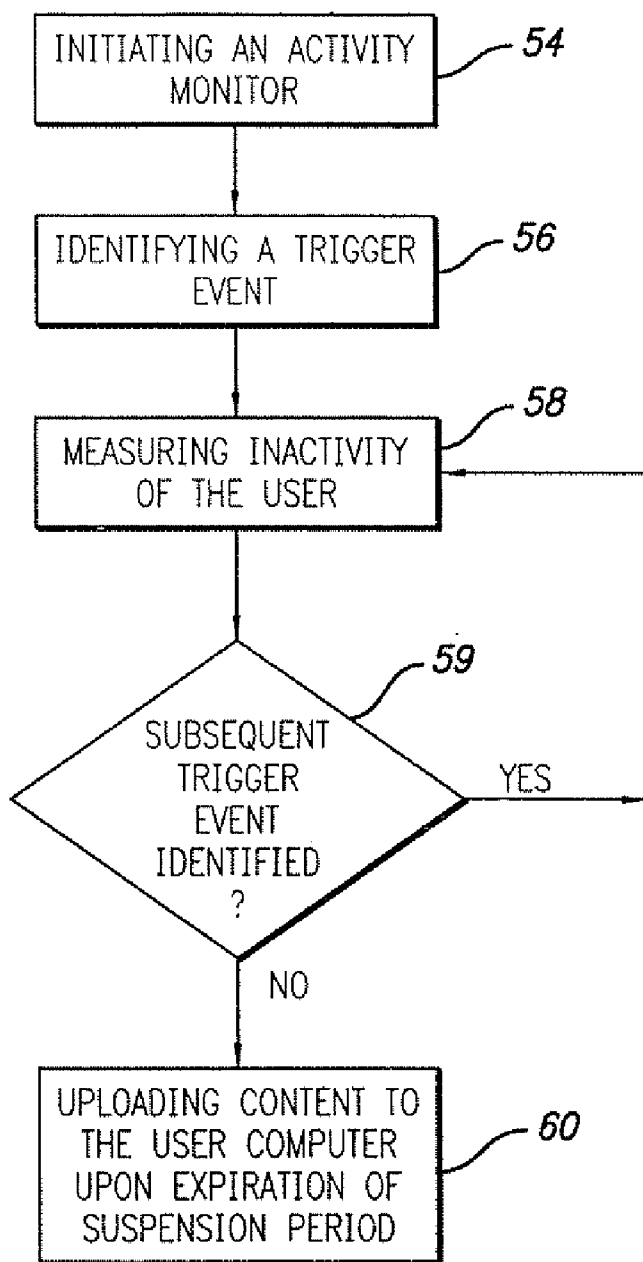 INITIATING AN ACTIVITY
MONITOR
54
IDENTIFYING A TRIGGER
EVENT
56
MEASURING INACTIVITY
OF THE USER
58
SUBSEQUENT
TRIGGER
EVENT
IDENTIFIED
?
59
YES
NO
UPLOADING CONTENT TO
THE USER COMPUTER
UPON EXPIRATION OF
SUSPENSION PERIOD
60